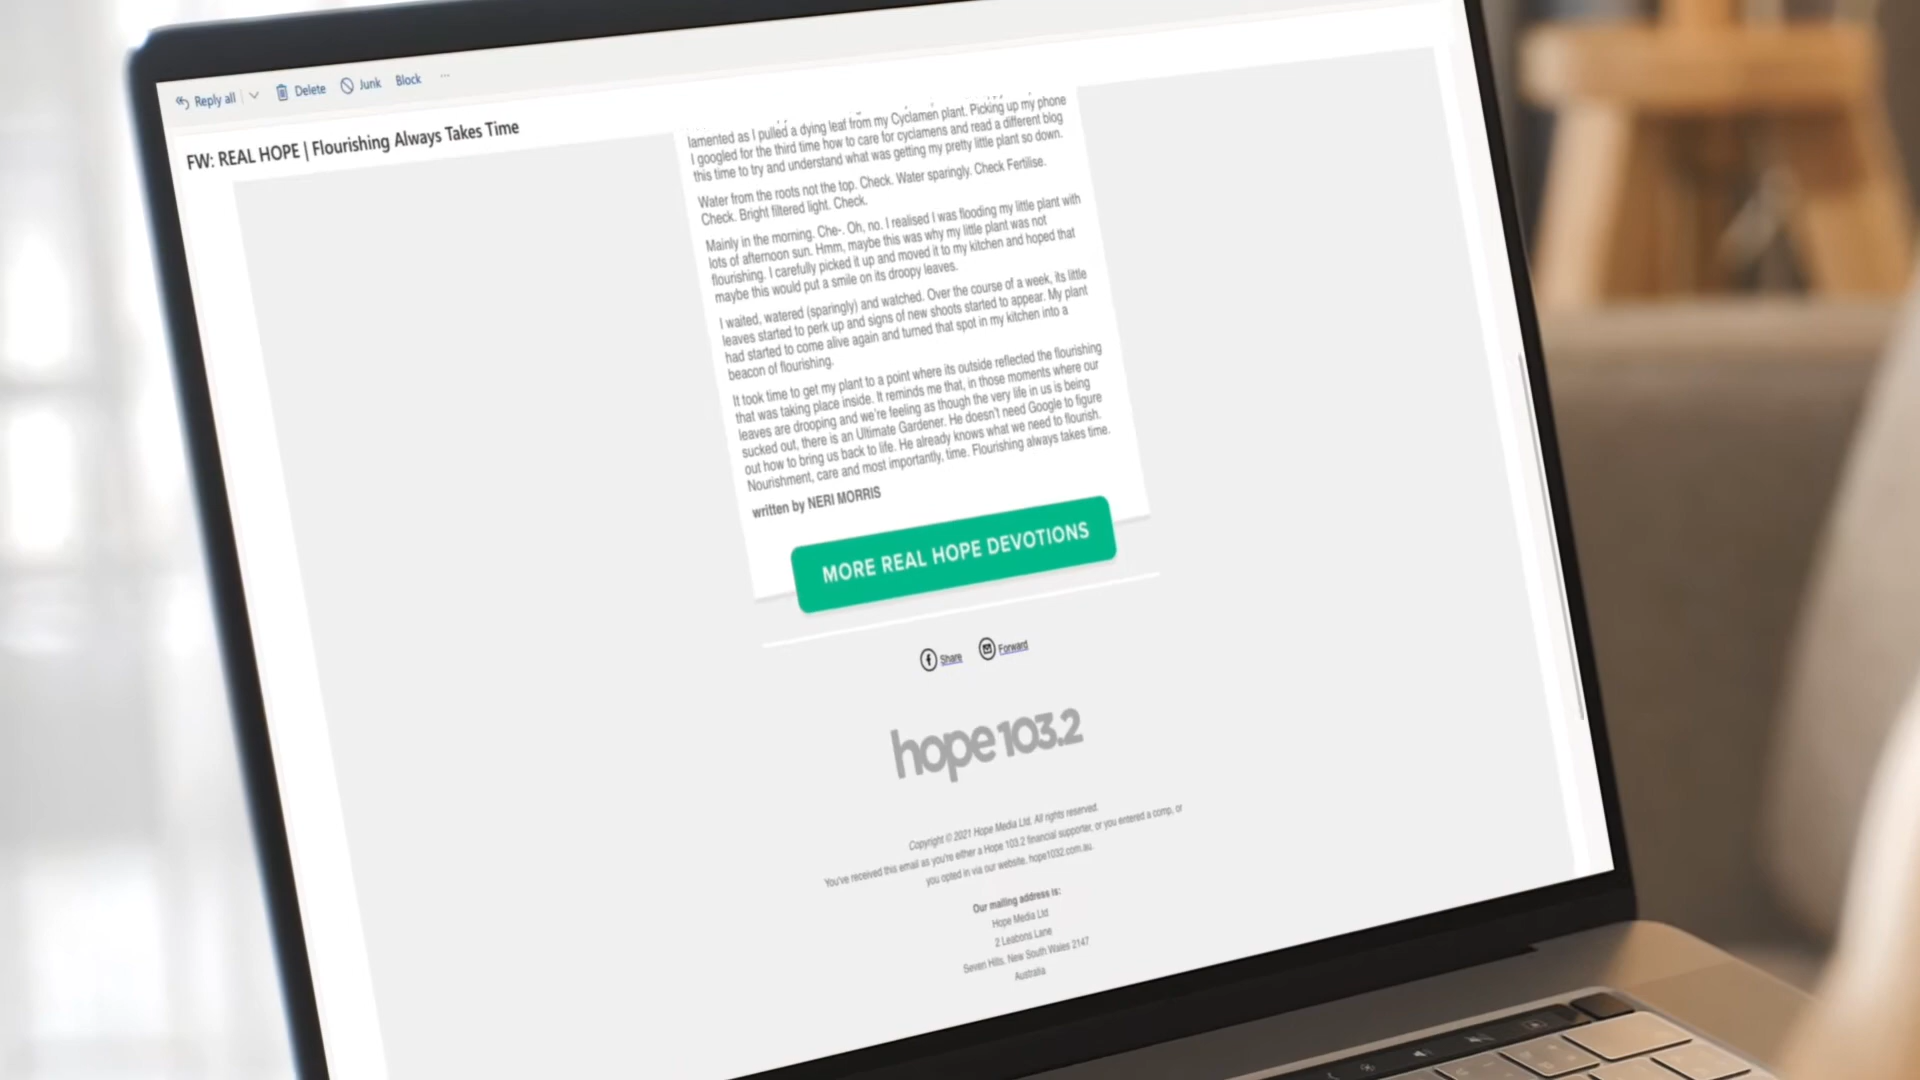 Reply all
Delete
Junk
Block
FW: REAL HOPE | Flourishing Always Takes Time
lamented as I pulled a dying leaf from my Cyclamen plant. Picking up my phone
I googled for the third time how to care for cyclamens and read a different blog
this time to try and understand what was getting my pretty little plant so down.
Water from the roots not the top. Check. Water sparingly. Check Fertilise.
Check. Bright filtered light. Check.
Mainly in the morning. Che-. Oh, no. I realised I was flooding my little plant with
lots of afternoon sun. Hmm, maybe this was why my little plant was not
flourishing. I carefully picked it up and moved it to my kitchen and hoped that
maybe this would put a smile on its droopy leaves.
I waited, watered (sparingly) and watched. Over the course of a week, its little
leaves started to perk up and signs of new shoots started to appear. My plant
had started to come alive again and turned that spot in my kitchen into a
beacon of flourishing.
It took time to get my plant to a point where its outside reflected the flourishing
that was taking place inside. It reminds me that, in those moments where our
leaves are drooping and we're feeling as though the very life in us is being
sucked out, there is an Ultimate Gardener. He doesn't need Google to figure
out how to bring us back to life. He already knows what we need to flourish.
Nourishment, care and most importantly, time. Flourishing always takes time.
written by NERI MORRIS
MORE REAL HOPE DEVOTIONS
Share
Forward
hope 103.2
Copyright © 2021 Hope Media Ltd. All rights reserved.
You've received this email as you're either a Hope 103.2 financial supporter, or you entered a comp, or
you opted in via our website, hope1032.com.au.
Our mailing address is:
Hope Media Ltd
2 Leabons Lane
Seven Hills, New South Wales 2147
Australia